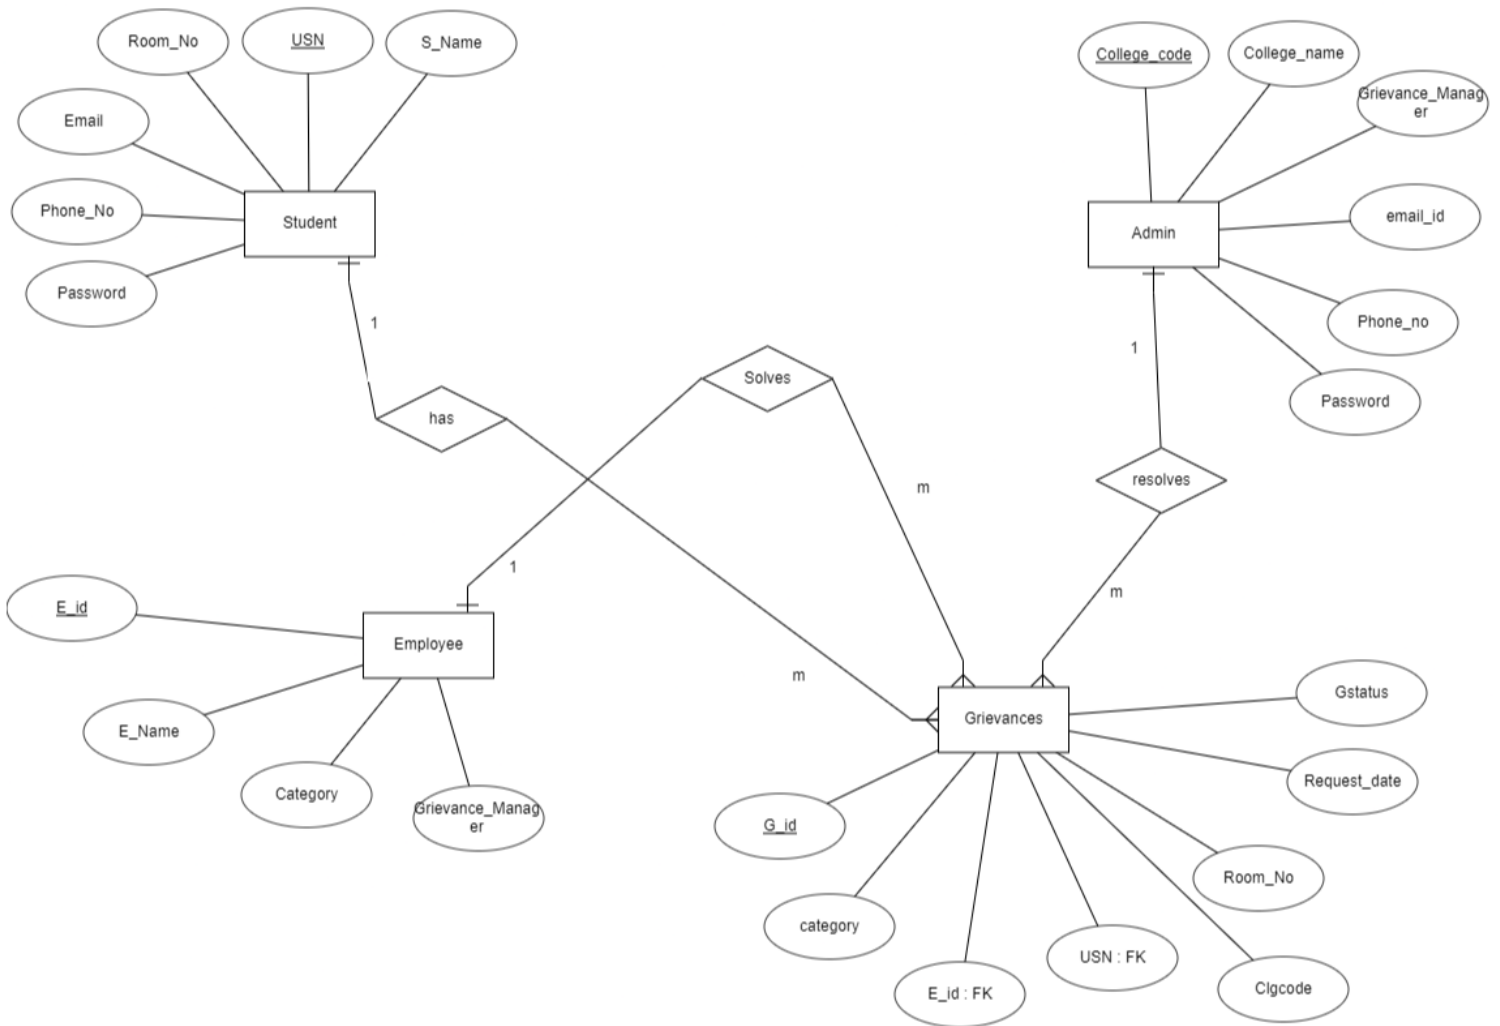 Room_No
USN
S_Name
Email
Phone_No
Password
Student
1
has
College_code
College_name
Grievance_Manag
er
email_id
Phone_no
Password
Admin
1
resolves
m
Solves
m
1
m
E_id
Employee
E_Name
Category
Grievance_Manag
er
Grievances
Gstatus
Request_date
Room_No
Clgcode
USN : FK
E_id : FK
category
G_id